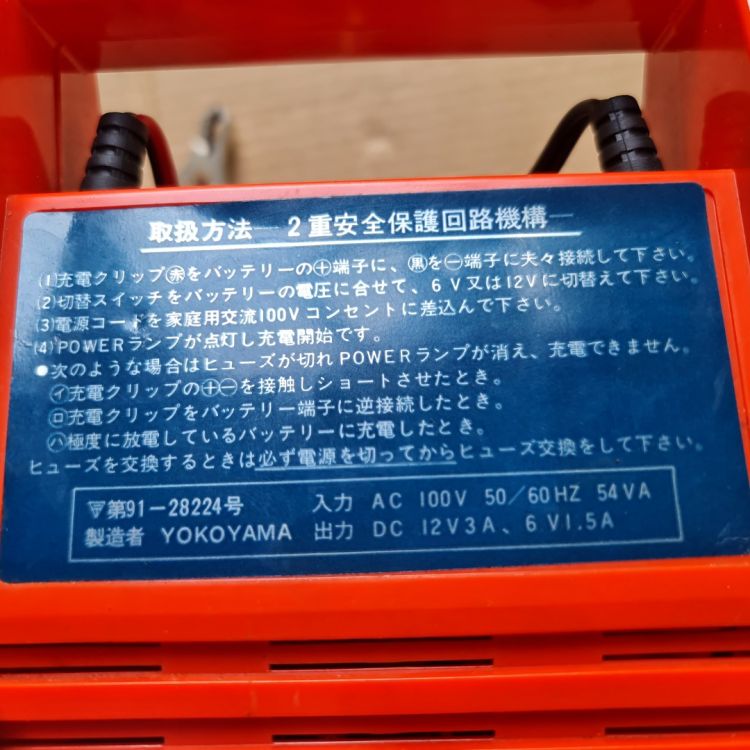 取扱方法―2重安全保護回路機構―
(1)充電クリップ㊍をバッテリーの⊕端子に、㊋を⊖端子に夫々接続して下さい。
(2)切替スイッチをバッテリーの電圧に合せて、6V又は12Vに切替えて下さい。
(3)電源コードを家庭用交流100Vコンセントに差込んで下さい。
(4)POWERランプが点灯し充電開始です。
●次のような場合はヒューズが切れPOWERランプが消え、充電できません。
㋑充電クリップの⊕⊖を接触しショートさせたとき。
㋺充電クリップをバッテリー端子に逆接続したとき。
㋩極度に放電しているバッテリーに充電したとき。
ヒューズを交換するときは必ず電源を切ってからヒューズ交換をして下さい。
第91-28224号 入力 AC 100V 50/60HZ 54VA
製造者 YOKOYAMA 出力 DC 12V3A、6V1.5A